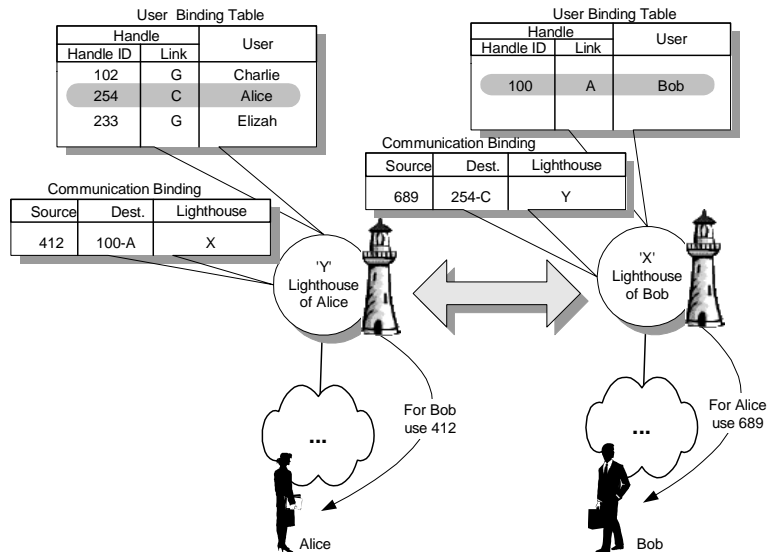 User Binding Table
Handle
User
Handle ID Link
102 G Charlie
254 C Alice
233 G Elizah
User Binding Table
Handle
User
Handle ID Link
100 A Bob
Communication Binding
Source Dest. Lighthouse
412 100-A X
Communication Binding
Source Dest. Lighthouse
689 254-C Y
'Y'
Lighthouse
of Alice
'X'
Lighthouse
of Bob
...
For Bob
use 412
Alice
...
For Alice
use 689
Bob